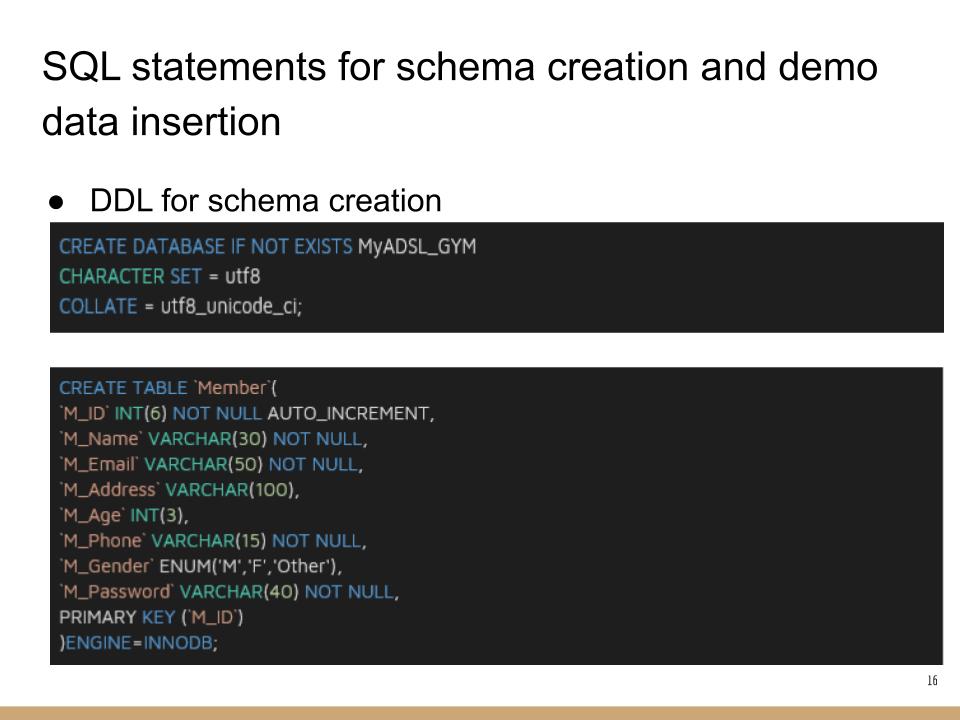 SQL statements for schema creation and demo
data insertion
● DDL for schema creation
CREATE DATABASE IF NOT EXISTS MyADSL_GYM
CHARACTER SET = utf8
COLLATE = utf8_unicode_ci;
CREATE TABLE `Member`(
`M_ID` INT(6) NOT NULL AUTO_INCREMENT,
`M_Name` VARCHAR(30) NOT NULL,
`M_Email` VARCHAR(50) NOT NULL,
`M_Address` VARCHAR(100),
`M_Age` INT(3),
`M_Phone` VARCHAR(15) NOT NULL,
`M_Gender` ENUM('M','F','Other'),
`M_Password` VARCHAR(40) NOT NULL,
PRIMARY KEY (`M_ID`)
)ENGINE=INNODB;
16